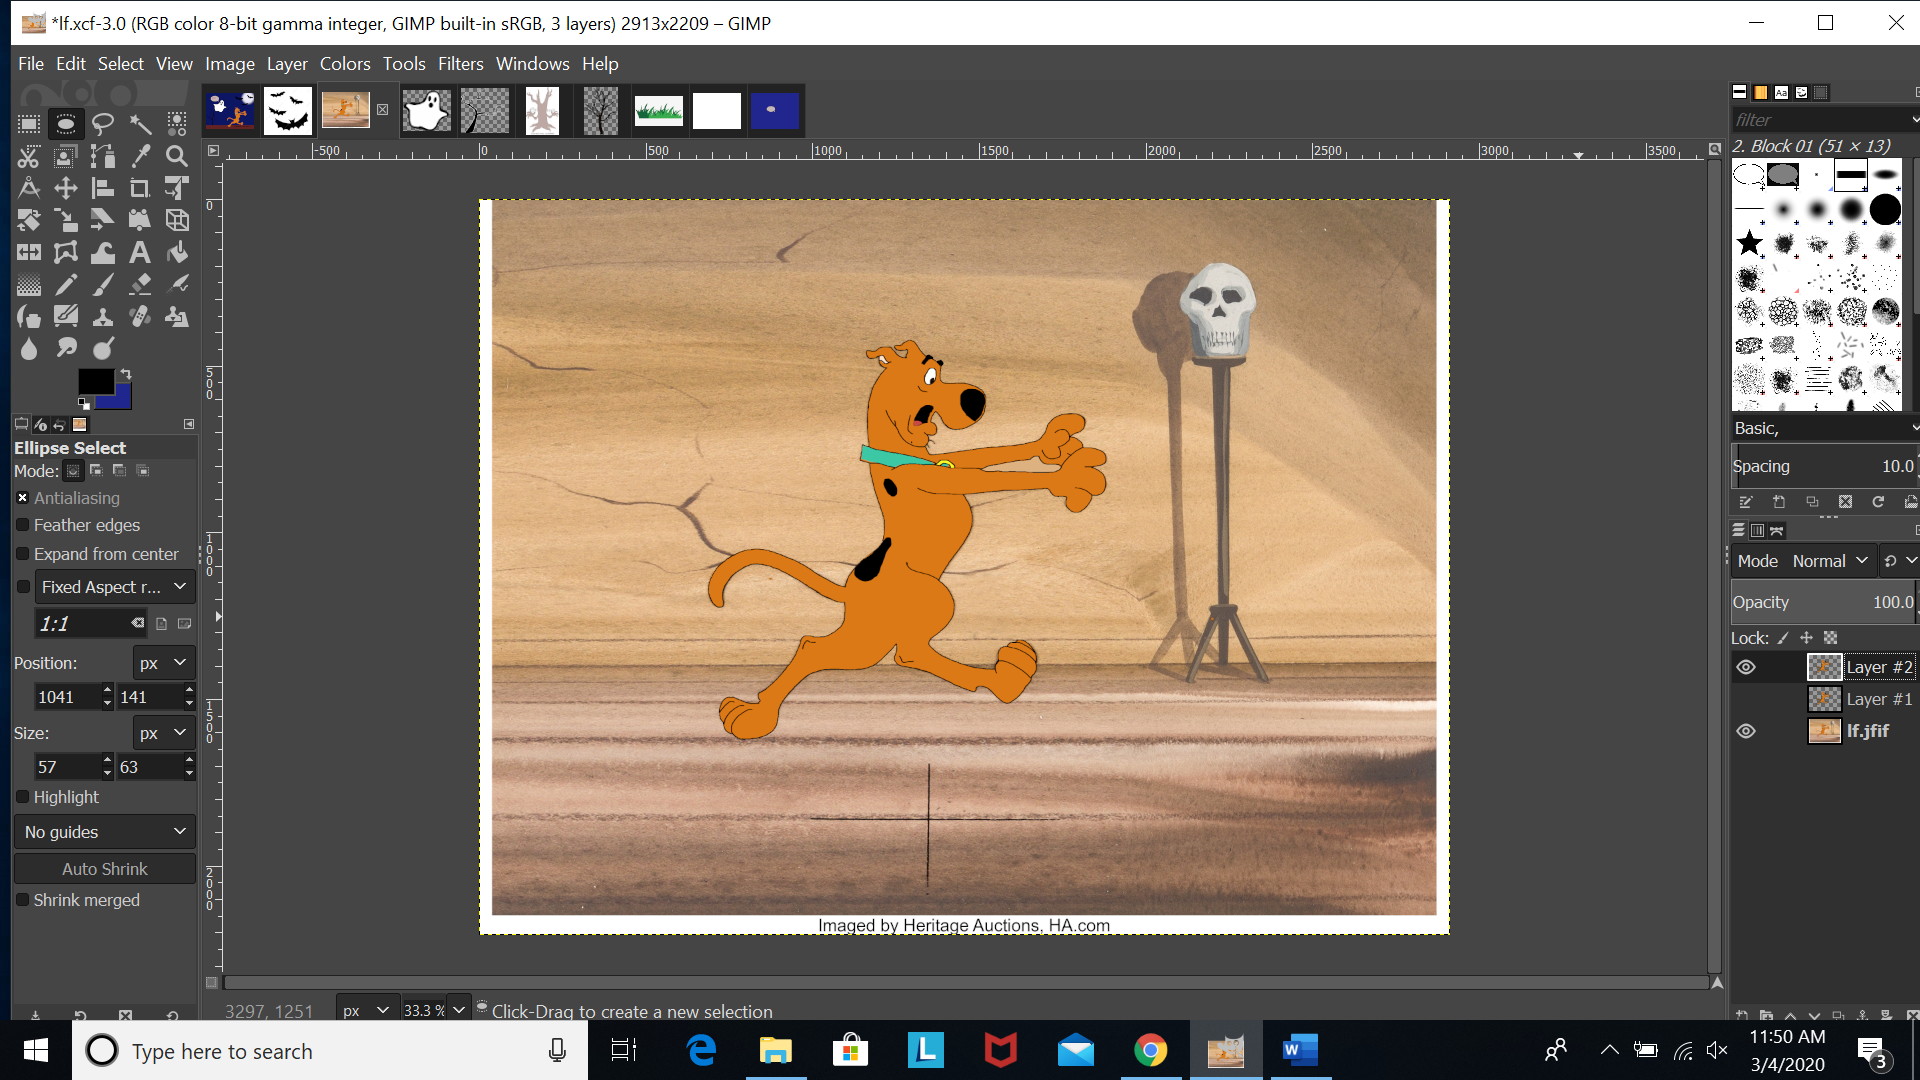 *lf.xcf-3.0 (RGB color 8-bit gamma integer, GIMP built-in sRGB, 3 layers) 2913x2209 – GIMP
File Edit Select View Image Layer Colors Tools Filters Windows Help
filter
2. Block 01 (51 × 13)
-500 0 500 1000 1500 2000 2500 3000 3500
0
500
1000
1500
2000
Basic,
Spacing 10.0
Ellipse Select
Mode:
Antialiasing
Feather edges
Expand from center
Fixed Aspect r...
1:1
Position: px
1041 141
Size: px
57 63
Highlight
No guides
Auto Shrink
Shrink merged
Mode Normal
Opacity 100.0
Lock:
Layer #2
Layer #1
lf.jfif
Imaged by Heritage Auctions, HA.com
3297, 1251 px 33.3 % Click-Drag to create a new selection
Type here to search
11:50 AM
3/4/2020
3